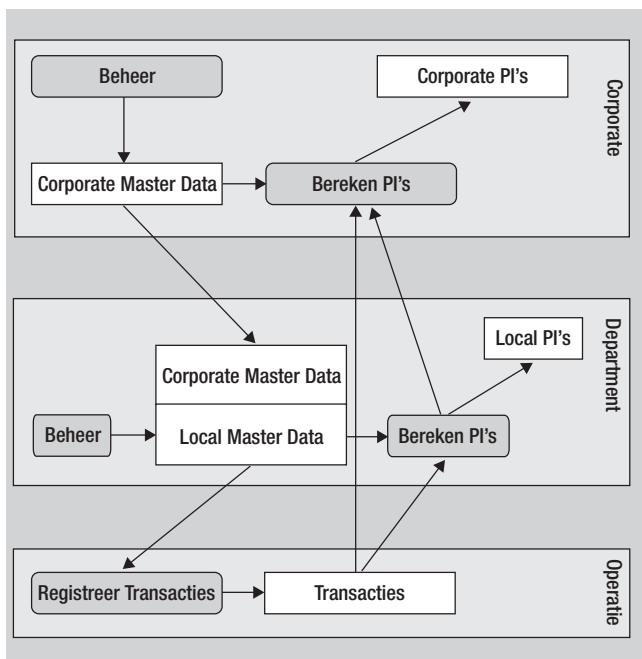 Beheer
Corporate PI's
Corporate Master Data
Bereken PI's
Corporate
Corporate Master Data
Local PI's
Beheer
Local Master Data
Bereken PI's
Department
Registreer Transacties
Transacties
Operatie